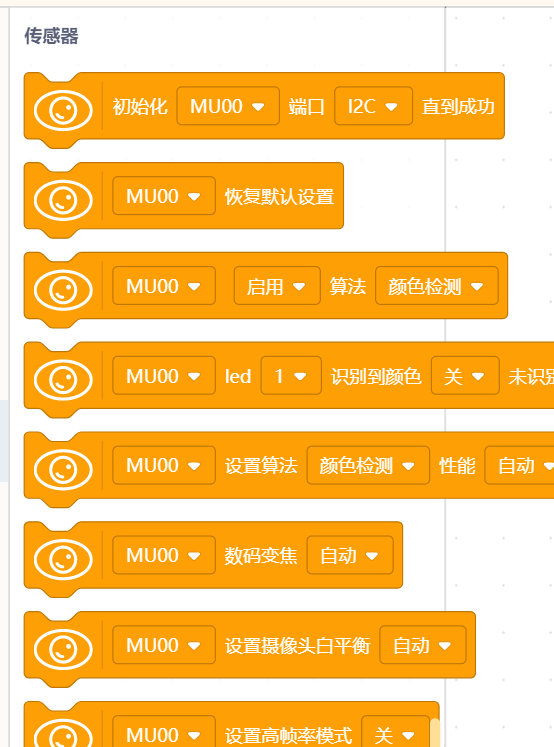 传感器
初始化 MU00 端口 I2C 直到成功
MU00 恢复默认设置
MU00 启用 算法 颜色检测
MU00 led 1 识别到颜色 关 未识别
MU00 设置算法 颜色检测 性能 自动
MU00 数码变焦 自动
MU00 设置摄像头白平衡 自动
MU00 设置高帧率模式 关